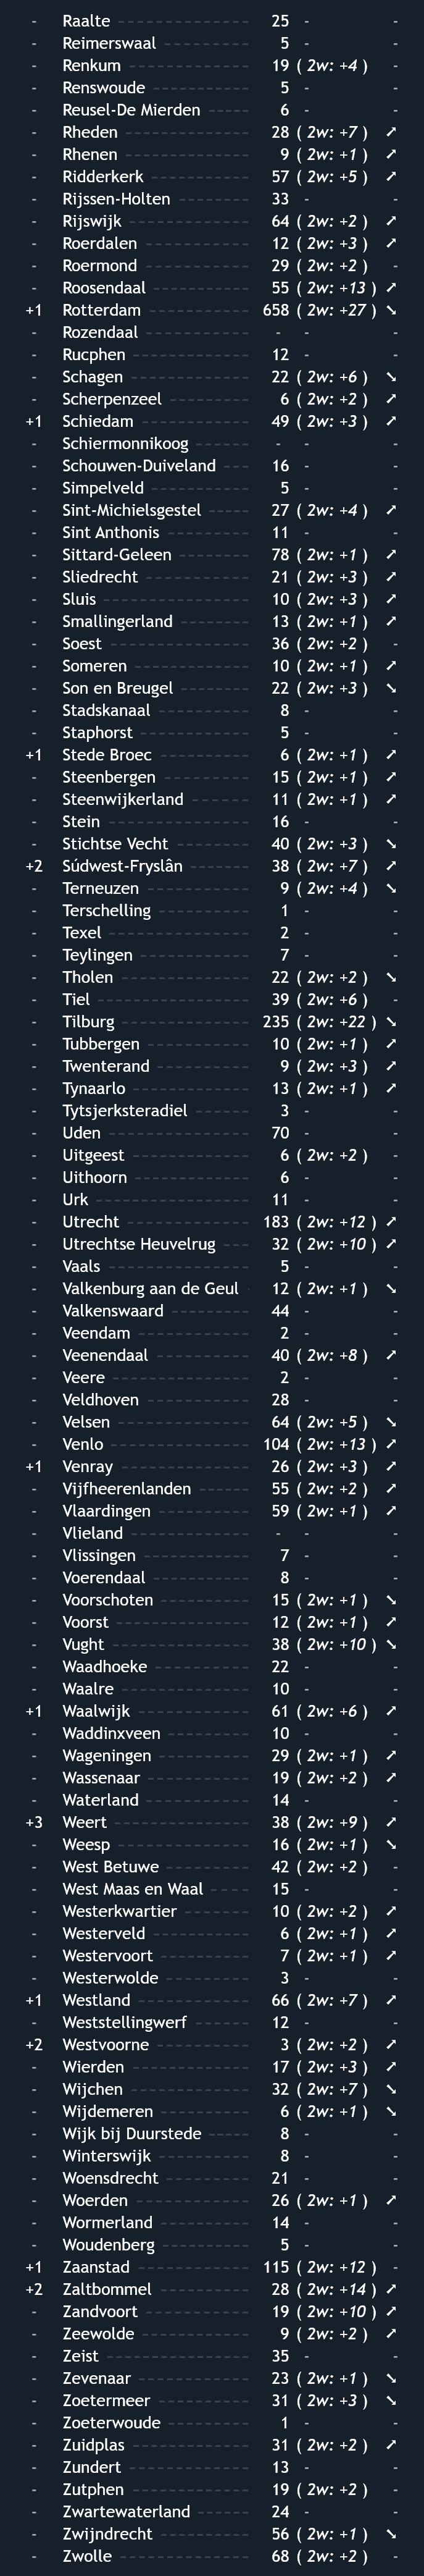 - Raalte 25 - -
- Reimerswaal 5 - -
- Renkum 19 ( 2w: +4 ) -
- Renswoude 5 - -
- Reusel-De Mierden 6 - -
- Rheden 28 ( 2w: +7 ) ↗
- Rhenen 9 ( 2w: +1 ) ↗
- Ridderkerk 57 ( 2w: +5 ) ↗
- Rijssen-Holten 33 - -
- Rijswijk 64 ( 2w: +2 ) ↗
- Roerdalen 12 ( 2w: +3 ) ↗
- Roermond 29 ( 2w: +2 ) -
- Roosendaal 55 ( 2w: +13 ) ↗
+1 Rotterdam 658 ( 2w: +27 ) ↘
- Rozendaal - - -
- Rucphen 12 - -
- Schagen 22 ( 2w: +6 ) ↘
- Scherpenzeel 6 ( 2w: +2 ) ↗
+1 Schiedam 49 ( 2w: +3 ) ↗
- Schiermonnikoog - - -
- Schouwen-Duiveland 16 - -
- Simpelveld 5 - -
- Sint-Michielsgestel 27 ( 2w: +4 ) ↗
- Sint Anthonis 11 - -
- Sittard-Geleen 78 ( 2w: +1 ) ↗
- Sliedrecht 21 ( 2w: +3 ) ↗
- Sluis 10 ( 2w: +3 ) ↗
- Smallingerland 13 ( 2w: +1 ) ↗
- Soest 36 ( 2w: +2 ) -
- Someren 10 ( 2w: +1 ) ↗
- Son en Breugel 22 ( 2w: +3 ) ↘
- Stadskanaal 8 - -
- Staphorst 5 - -
+1 Stede Broec 6 ( 2w: +1 ) ↗
- Steenbergen 15 ( 2w: +1 ) ↗
- Steenwijkerland 11 ( 2w: +1 ) ↗
- Stein 16 - -
- Stichtse Vecht 40 ( 2w: +3 ) ↘
+2 Súdwest-Fryslân 38 ( 2w: +7 ) ↗
- Terneuzen 9 ( 2w: +4 ) ↘
- Terschelling 1 - -
- Texel 2 - -
- Teylingen 7 - -
- Tholen 22 ( 2w: +2 ) ↘
- Tiel 39 ( 2w: +6 ) -
- Tilburg 235 ( 2w: +22 ) ↘
- Tubbergen 10 ( 2w: +1 ) ↗
- Twenterand 9 ( 2w: +3 ) ↗
- Tynaarlo 13 ( 2w: +1 ) ↗
- Tytsjerksteradiel 3 - -
- Uden 70 - -
- Uitgeest 6 ( 2w: +2 ) -
- Uithoorn 6 - -
- Urk 11 - -
- Utrecht 183 ( 2w: +12 ) ↗
- Utrechtse Heuvelrug 32 ( 2w: +10 ) ↗
- Vaals 5 - -
- Valkenburg aan de Geul 12 ( 2w: +1 ) ↘
- Valkenswaard 44 - -
- Veendam 2 - -
- Veenendaal 40 ( 2w: +8 ) ↗
- Veere 2 - -
- Veldhoven 28 - -
- Velsen 64 ( 2w: +5 ) ↘
- Venlo 104 ( 2w: +13 ) ↗
+1 Venray 26 ( 2w: +3 ) ↗
- Vijfheerenlanden 55 ( 2w: +2 ) ↗
- Vlaardingen 59 ( 2w: +1 ) ↗
- Vlieland - - -
- Vlissingen 7 - -
- Voerendaal 8 - -
- Voorschoten 15 ( 2w: +1 ) ↘
- Voorst 12 ( 2w: +1 ) ↗
- Vught 38 ( 2w: +10 ) ↘
- Waadhoeke 22 - -
- Waalre 10 - -
+1 Waalwijk 61 ( 2w: +6 ) ↗
- Waddinxveen 10 - -
- Wageningen 29 ( 2w: +1 ) ↗
- Wassenaar 19 ( 2w: +2 ) ↗
- Waterland 14 - -
+3 Weert 38 ( 2w: +9 ) ↗
- Weesp 16 ( 2w: +1 ) ↘
- West Betuwe 42 ( 2w: +2 ) -
- West Maas en Waal 15 - -
- Westerkwartier 10 ( 2w: +2 ) ↗
- Westerveld 6 ( 2w: +1 ) ↗
- Westervoort 7 ( 2w: +1 ) ↗
- Westerwolde 3 - -
+1 Westland 66 ( 2w: +7 ) ↗
- Weststellingwerf 12 - -
+2 Westvoorne 3 ( 2w: +2 ) ↗
- Wierden 17 ( 2w: +3 ) ↗
- Wijchen 32 ( 2w: +7 ) ↘
- Wijdemeren 6 ( 2w: +1 ) ↘
- Wijk bij Duurstede 8 - -
- Winterswijk 8 - -
- Woensdrecht 21 - -
- Woerden 26 ( 2w: +1 ) ↗
- Wormerland 14 - -
- Woudenberg 5 - -
+1 Zaanstad 115 ( 2w: +12 ) -
+2 Zaltbommel 28 ( 2w: +14 ) ↗
- Zandvoort 19 ( 2w: +10 ) ↗
- Zeewolde 9 ( 2w: +2 ) ↗
- Zeist 35 - -
- Zevenaar 23 ( 2w: +1 ) ↘
- Zoetermeer 31 ( 2w: +3 ) ↘
- Zoeterwoude 1 - -
- Zuidplas 31 ( 2w: +2 ) ↗
- Zundert 13 - -
- Zutphen 19 ( 2w: +2 ) -
- Zwartewaterland 24 - -
- Zwijndrecht 56 ( 2w: +1 ) ↘
- Zwolle 68 ( 2w: +2 ) -